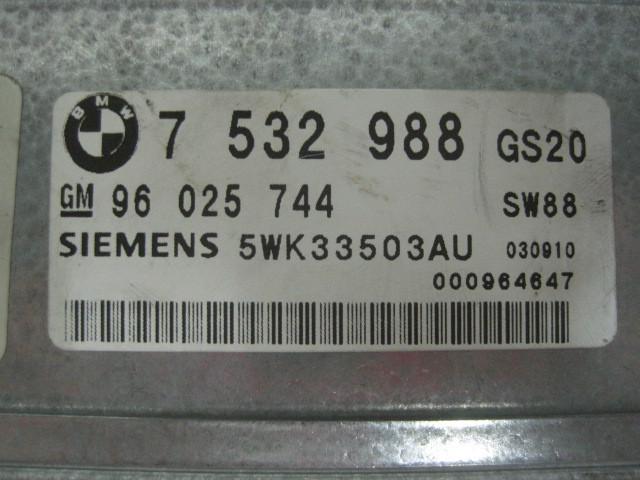 BMW 7 532 988 GS20
GM 96 025 744 SW88
SIEMENS 5WK33503AU 030910
000964647